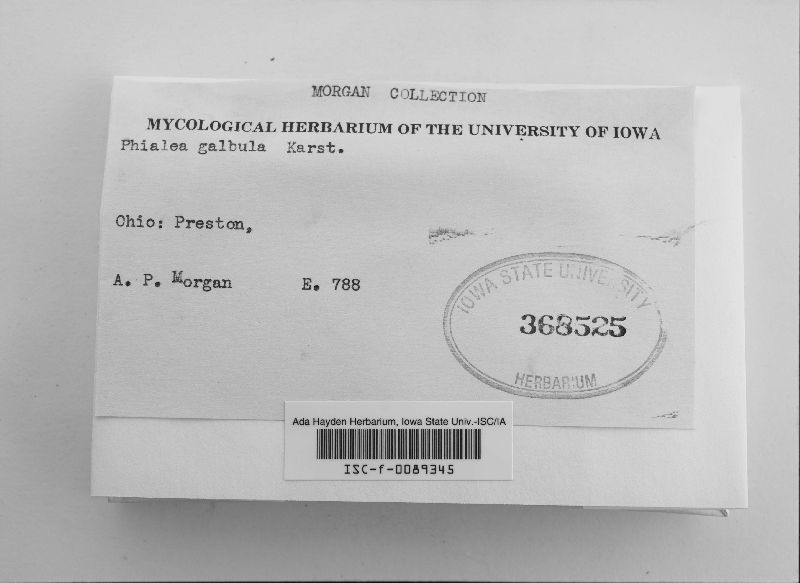 MORGAN COLLECTION
MYCOLOGICAL HERBARIUM OF THE UNIVERSITY OF IOWA
Phialea galbula Karst.
Ohio: Preston,
A. P. Morgan E. 788
IOWA STATE UNIVERSITY
368525
HERBARIUM
Ada Hayden Herbarium, Iowa State Univ.-ISC/IA
ISC-f-0089345